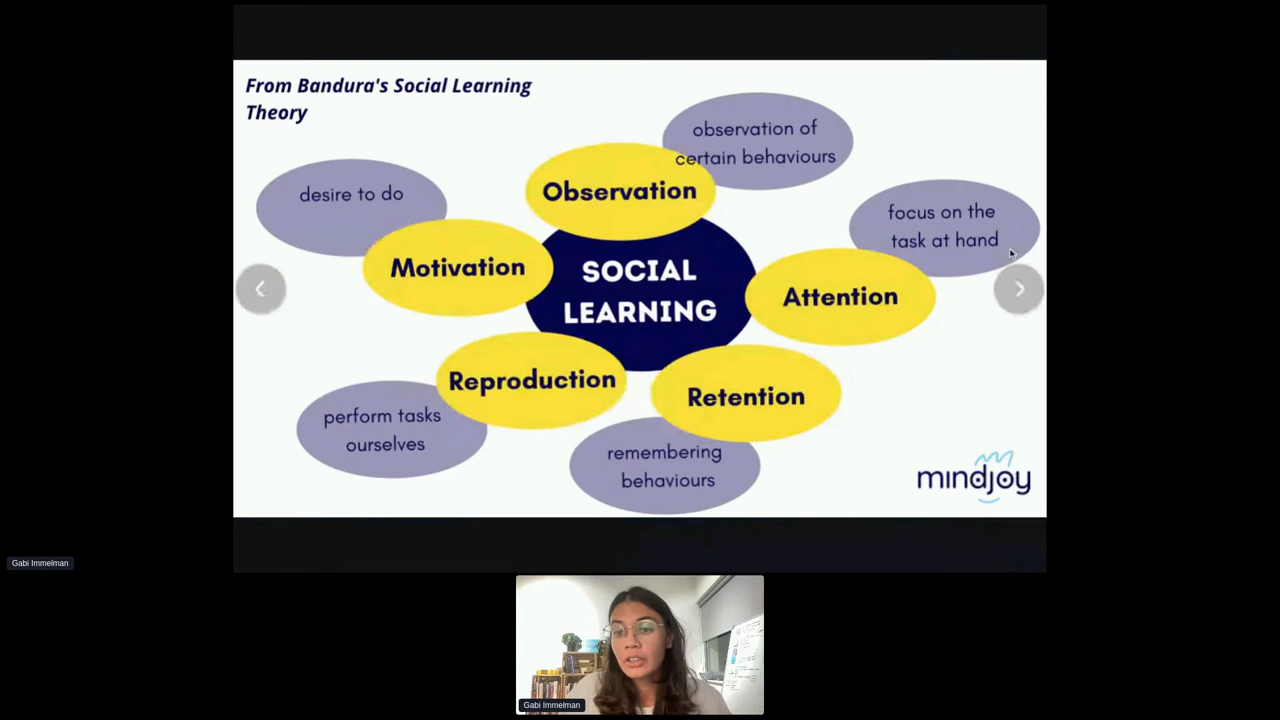 From Bandura's Social Learning
Theory
observation of
certain behaviours
Observation
desire to do
focus on the
task at hand
Motivation
SOCIAL
LEARNING
Attention
Reproduction
Retention
perform tasks
ourselves
remembering
behaviours
mindjoy
Gabi Immelman
Gabi Immelman